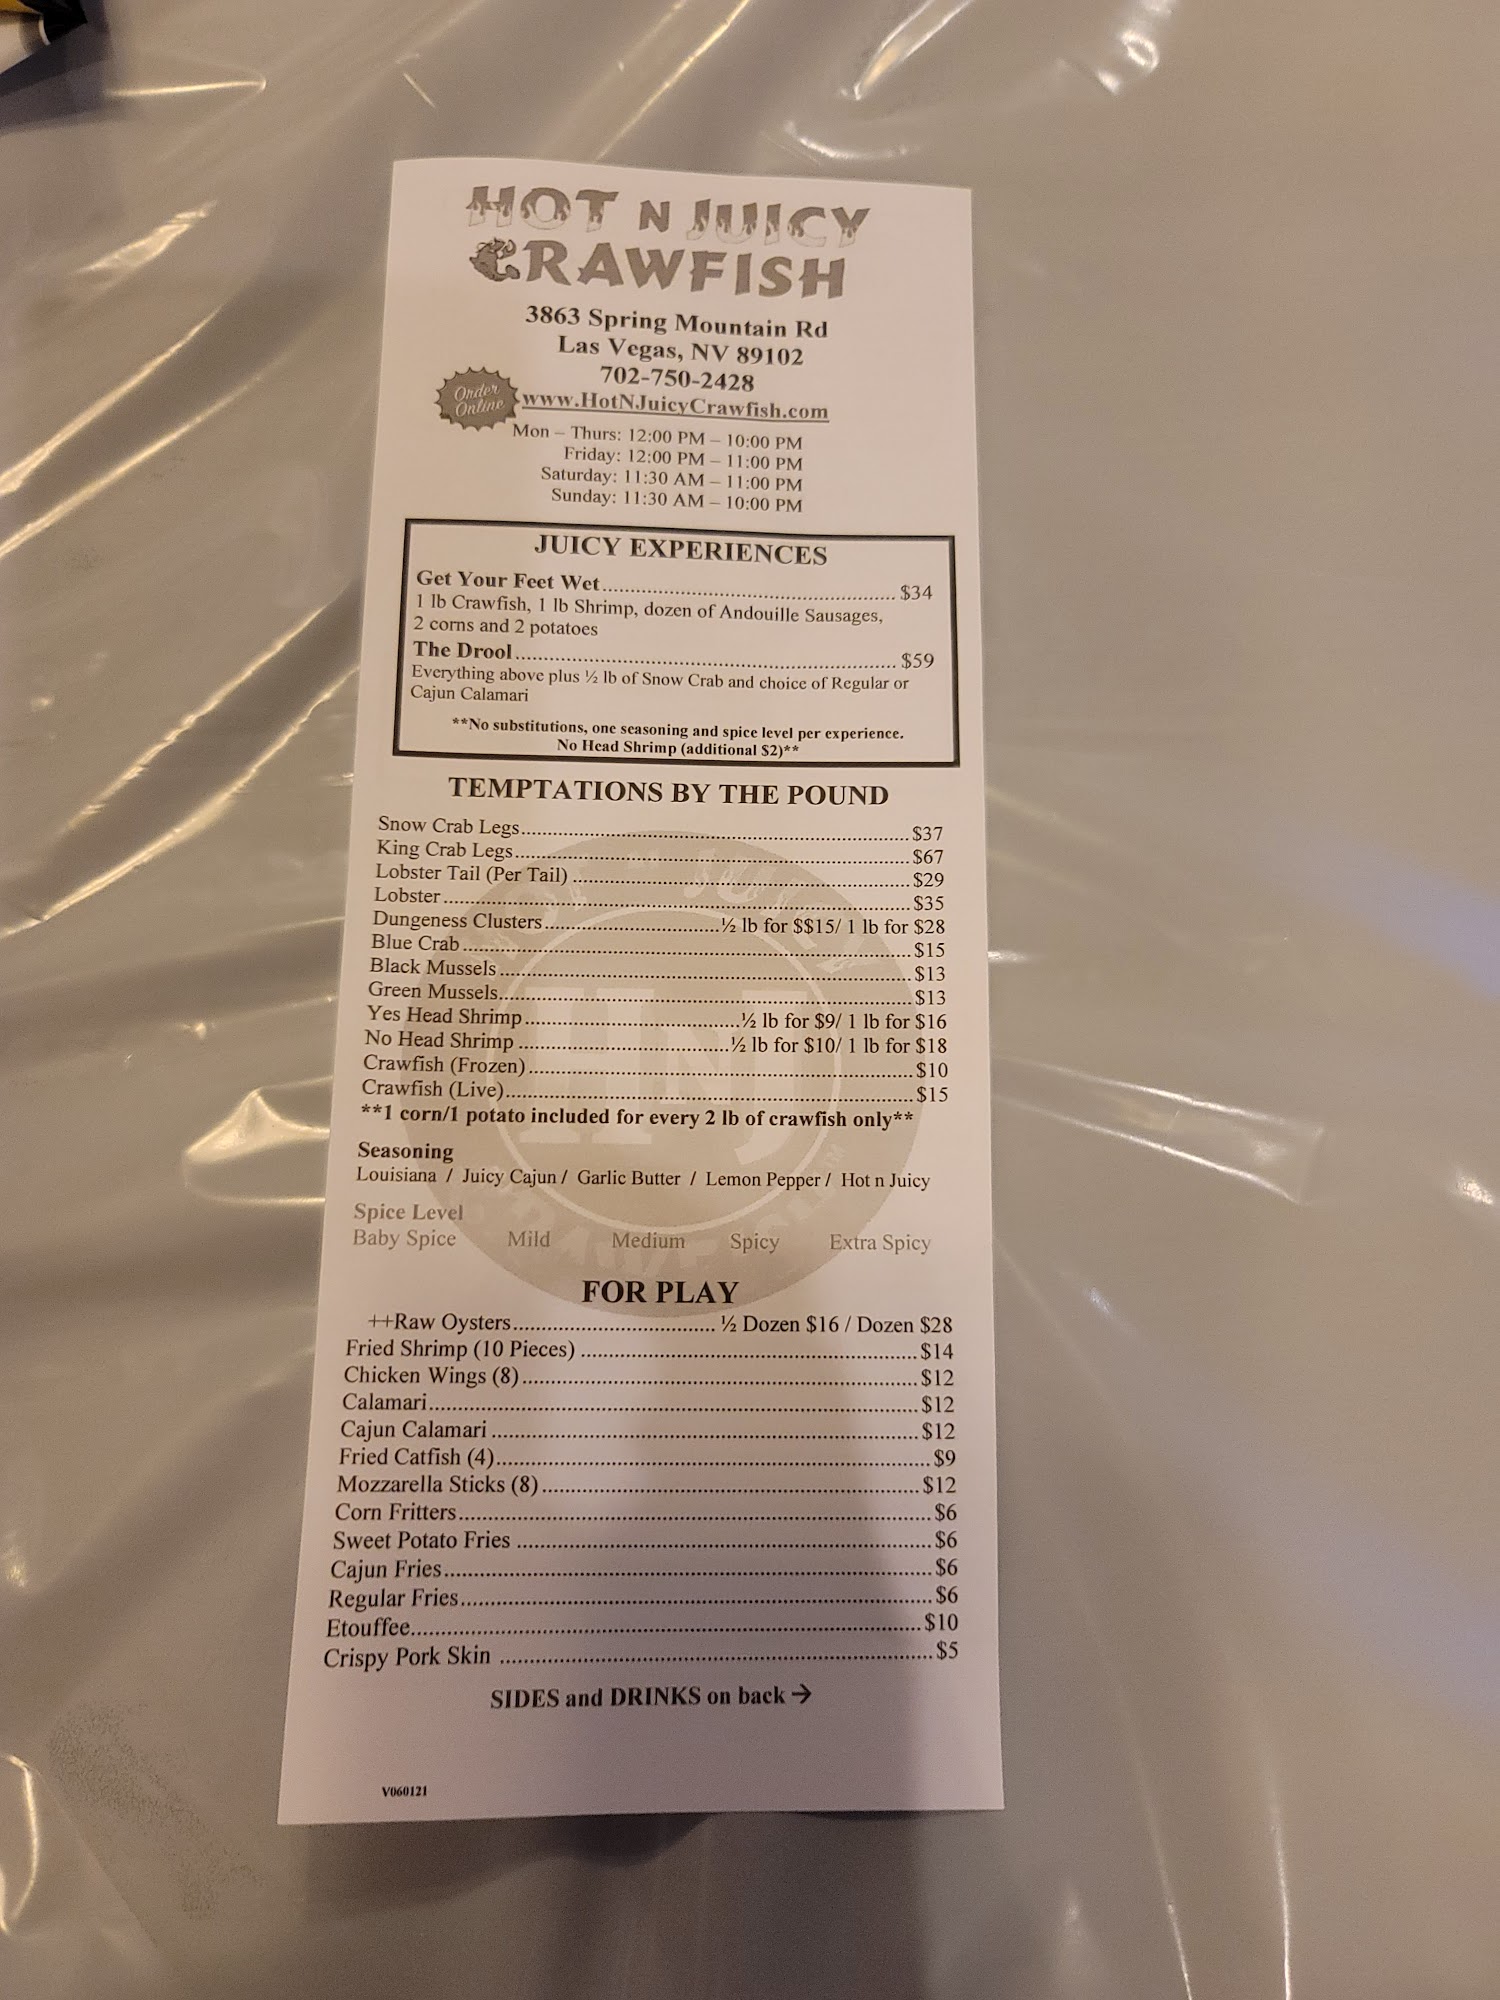 HOT N JUICY
CRAWFISH
3863 Spring Mountain Rd
Las Vegas, NV 89102
702-750-2428
Order
Online
www.HotNJuicyCrawfish.com
Mon – Thurs: 12:00 PM – 10:00 PM
Friday: 12:00 PM – 11:00 PM
Saturday: 11:30 AM – 11:00 PM
Sunday: 11:30 AM – 10:00 PM
JUICY EXPERIENCES
Get Your Feet Wet........................................ $34
1 lb Crawfish, 1 lb Shrimp, dozen of Andouille Sausages,
2 corns and 2 potatoes
The Drool........................................ $59
Everything above plus ½ lb of Snow Crab and choice of Regular or
Cajun Calamari
**No substitutions, one seasoning and spice level per experience.
No Head Shrimp (additional $2)**
TEMPTATIONS BY THE POUND
Snow Crab Legs........................................ $37
King Crab Legs........................................ $67
Lobster Tail (Per Tail) ........................................ $29
Lobster........................................ $35
Dungeness Clusters..............................½ lb for $$15/ 1 lb for $28
Blue Crab........................................ $15
Black Mussels........................................ $13
Green Mussels........................................ $13
Yes Head Shrimp..............................½ lb for $9/ 1 lb for $16
No Head Shrimp ..............................½ lb for $10/ 1 lb for $18
Crawfish (Frozen)........................................ $10
Crawfish (Live)........................................ $15
**1 corn/1 potato included for every 2 lb of crawfish only**
Seasoning
Louisiana / Juicy Cajun / Garlic Butter / Lemon Pepper / Hot n Juicy
Spice Level
Baby Spice Mild Medium Spicy Extra Spicy
FOR PLAY
++Raw Oysters.............................. ½ Dozen $16 / Dozen $28
Fried Shrimp (10 Pieces) ........................................ $14
Chicken Wings (8)........................................ $12
Calamari........................................ $12
Cajun Calamari ........................................ $12
Fried Catfish (4)........................................ $9
Mozzarella Sticks (8)........................................ $12
Corn Fritters........................................ $6
Sweet Potato Fries ........................................ $6
Cajun Fries........................................ $6
Regular Fries........................................ $6
Etouffee........................................ $10
Crispy Pork Skin ........................................ $5
SIDES and DRINKS on back →
V060121